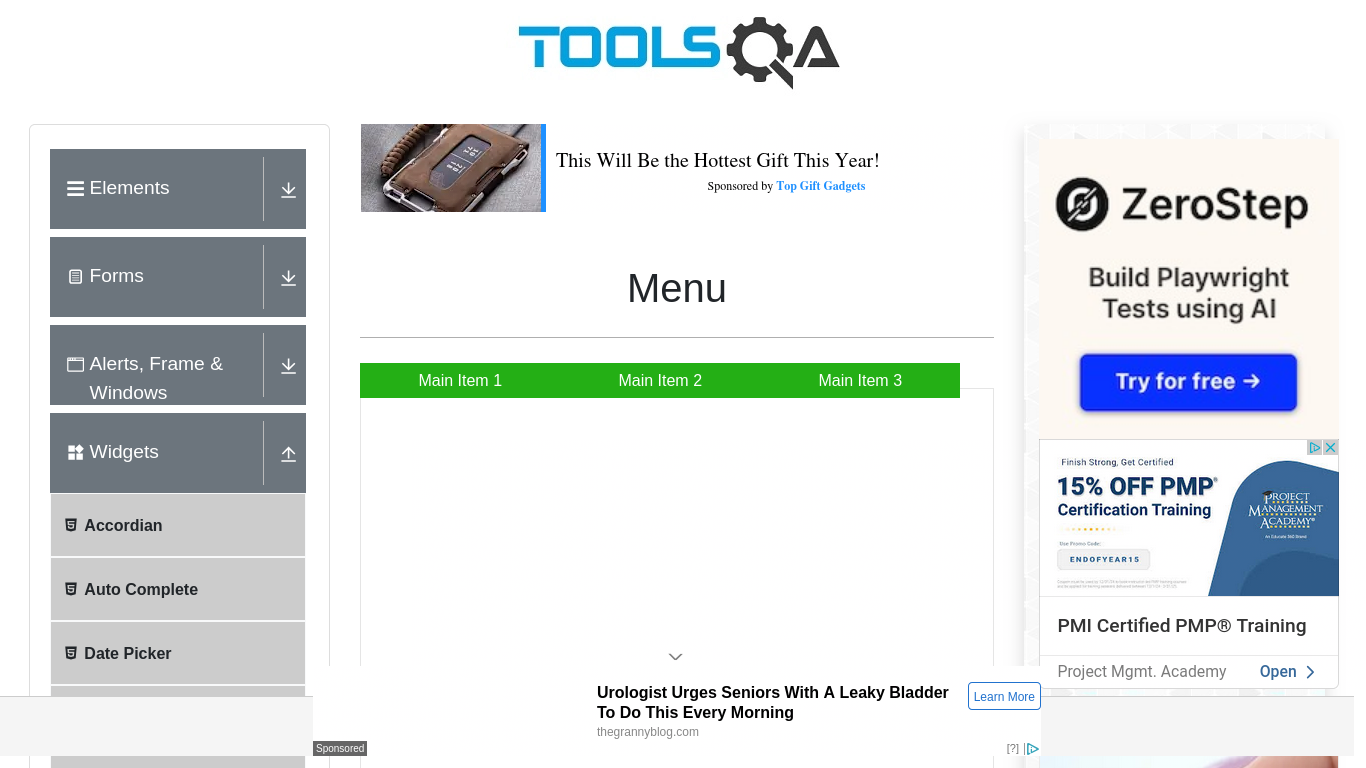 TOOLSQA
Elements
Forms
Alerts, Frame &
Windows
Widgets
Accordian
Auto Complete
Date Picker
This Will Be the Hottest Gift This Year!
Sponsored by Top Gift Gadgets
Menu
Main Item 1
Main Item 2
Main Item 3
ZeroStep
Build Playwright
Tests using AI
Try for free →
Finish Strong, Get Certified
15% OFF PMP®
Certification Training
Use Promo Code:
ENDOFYEAR15
PROJECT
MANAGEMENT
ACADEMY®
An Educate 360 Brand
PMI Certified PMP® Training
Project Mgmt. Academy
Open
Urologist Urges Seniors With A Leaky Bladder
To Do This Every Morning
thegrannyblog.com
Learn More
Sponsored
[?]